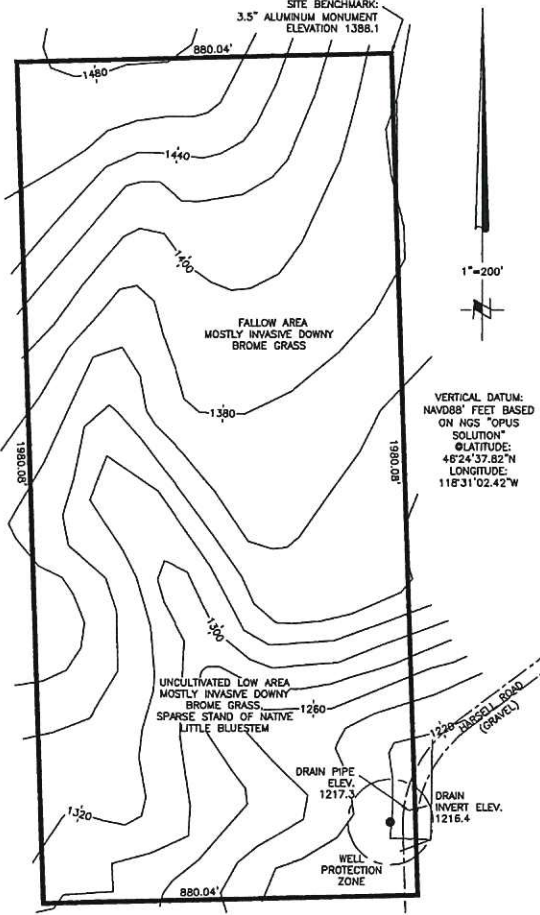 SITE BENCHMARK:
3.5" ALUMINUM MONUMENT
ELEVATION 1388.1
880.04'
1480
1440
1400
1"=200'
N
FALLOW AREA
MOSTLY INVASIVE DOWNY
BROME GRASS
1380
VERTICAL DATUM:
NAVD88' FEET BASED
ON NGS "OPUS
SOLUTION"
@LATITUDE:
46°24'37.82"N
LONGITUDE:
118°31'02.42"W
1980.08'
1980.08'
1300
UNCULTIVATED LOW AREA
MOSTLY INVASIVE DOWNY
BROME GRASS,
SPARSE STAND OF NATIVE
LITTLE BLUESTEM
1260
1220
HARSELL ROAD
(GRAVEL)
DRAIN PIPE
ELEV.
1217.3
DRAIN
INVERT ELEV.
1216.4
1320
WELL
PROTECTION
ZONE
880.04'